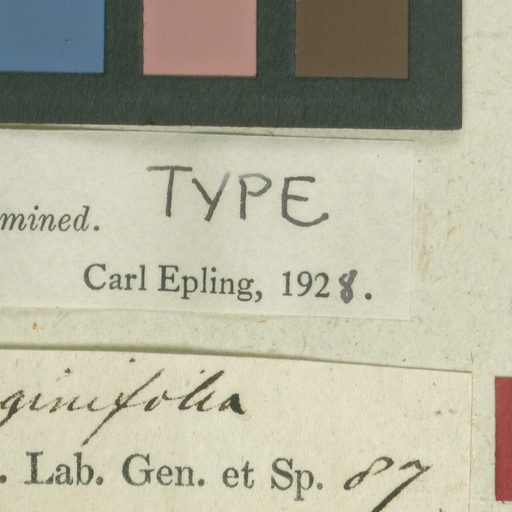 TYPE
mined.
Carl Epling, 1928.
ginifolia
. Lab. Gen. et Sp. 87